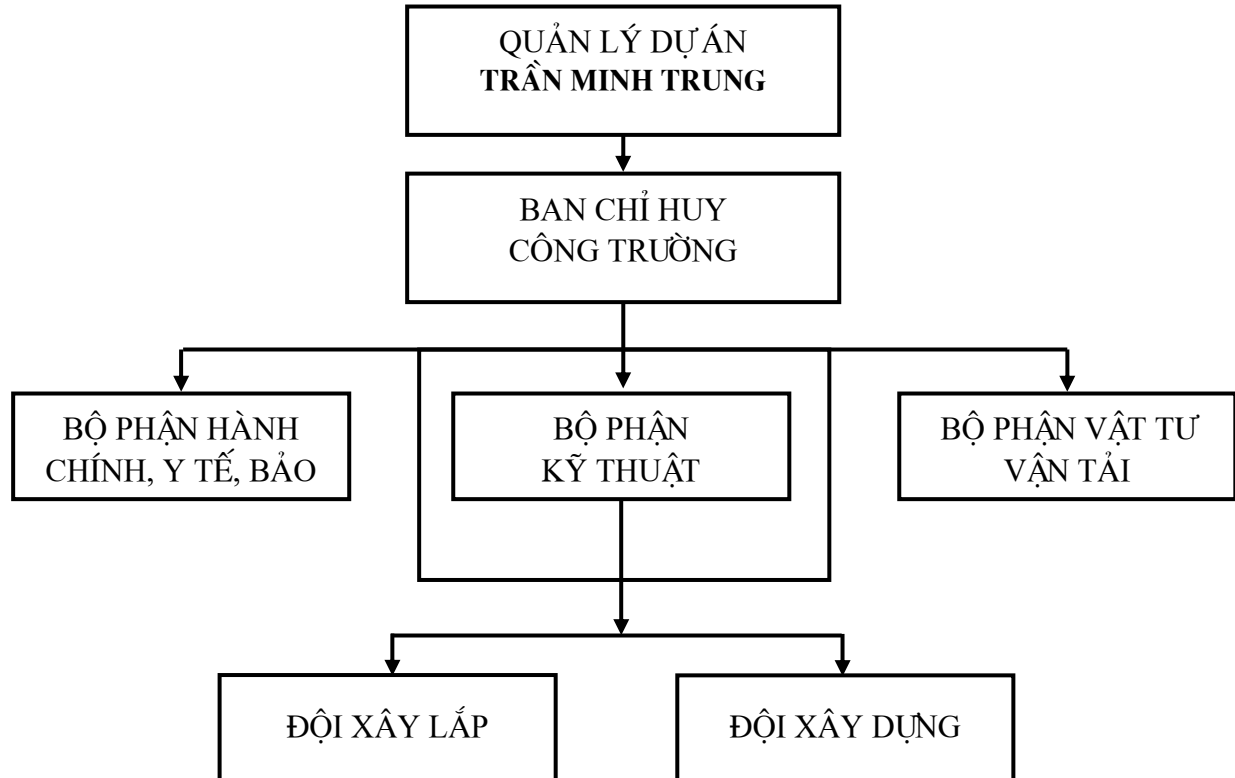 QUẢN LÝ DỰ ÁN
TRẦN MINH TRUNG
BAN CHỈ HUY
CÔNG TRƯỜNG
BỘ PHẬN HÀNH
CHÍNH, Y TẾ, BẢO
BỘ PHẬN
KỸ THUẬT
BỘ PHẬN VẬT TƯ
VẬN TẢI
ĐỘI XÂY LẮP
ĐỘI XÂY DỰNG